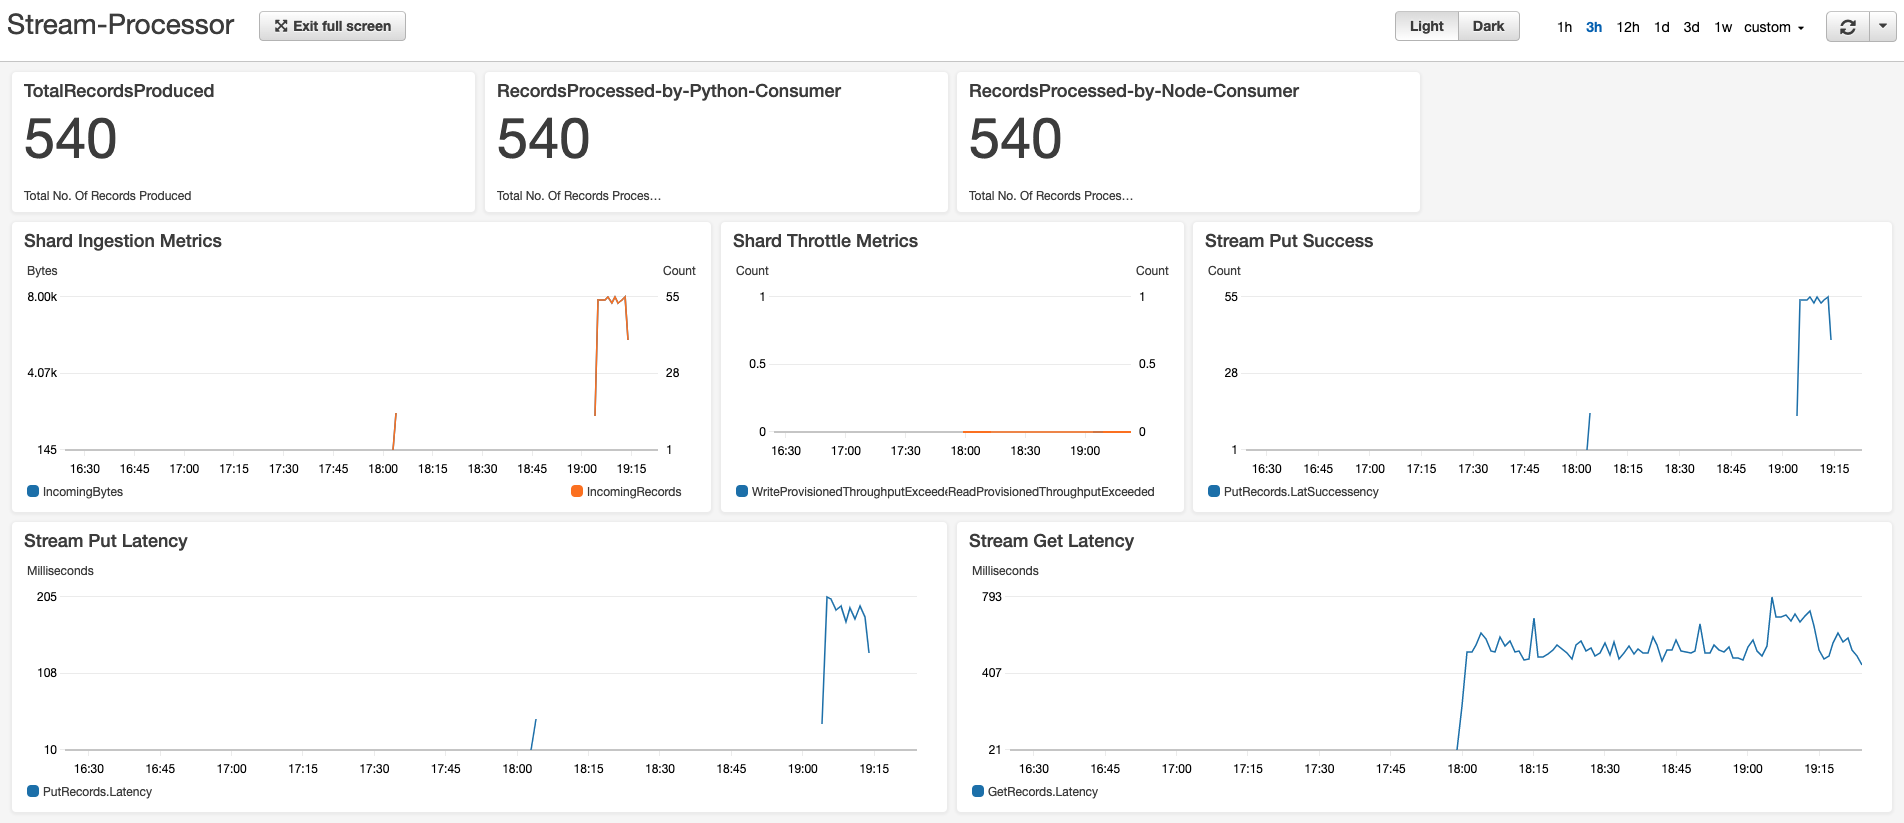 Stream-Processor
Exit full screen
Light Dark
1h 3h 12h 1d 3d 1w custom
TotalRecordsProduced
540
Total No. Of Records Produced
RecordsProcessed-by-Python-Consumer
540
Total No. Of Records Proces...
RecordsProcessed-by-Node-Consumer
540
Total No. Of Records Proces...
Shard Ingestion Metrics
Bytes Count
8.00k 55
4.07k 28
145 1
16:30 16:45 17:00 17:15 17:30 17:45 18:00 18:15 18:30 18:45 19:00 19:15
IncomingBytes IncomingRecords
Shard Throttle Metrics
Count Count
1 1
0.5 0.5
0 0
16:30 17:00 17:30 18:00 18:30 19:00
WriteProvisionedThroughputExceede ReadProvisionedThroughputExceeded
Stream Put Success
Count
55
28
1
16:30 16:45 17:00 17:15 17:30 17:45 18:00 18:15 18:30 18:45 19:00 19:15
PutRecords.LatSuccessency
Stream Put Latency
Milliseconds
205
108
10
16:30 16:45 17:00 17:15 17:30 17:45 18:00 18:15 18:30 18:45 19:00 19:15
PutRecords.Latency
Stream Get Latency
Milliseconds
793
407
21
16:30 16:45 17:00 17:15 17:30 17:45 18:00 18:15 18:30 18:45 19:00 19:15
GetRecords.Latency